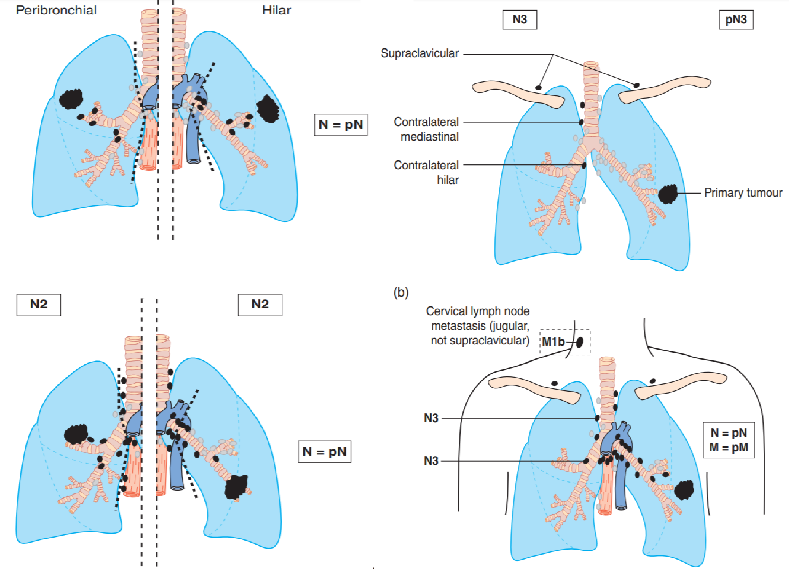 Peribronchial
Hilar
N = pN
N3
pN3
Supraclavicular
Contralateral
mediastinal
Contralateral
hilar
Primary tumour
N2
N2
N = pN
(b)
Cervical lymph node
metastasis (jugular,
not supraclavicular)
M1b
N3
N3
N = pN
M = pM